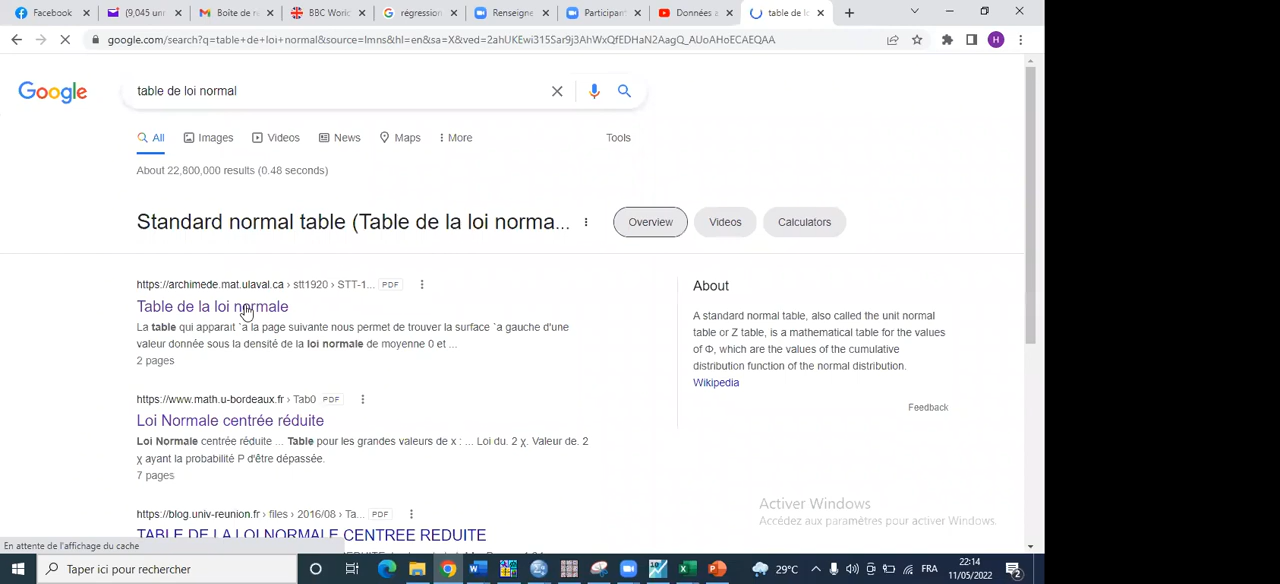 Facebook
(9,045 unr
Boîte de ra
BBC Worl
régression
Renseigne
Participant
Données a
table de lo
google.com/search?q=table+de+loi+normal&source=lmns&hl=en&sa=X&ved=2ahUKEwi315Sar9j3AhWxQfEDHaN2AagQ_AUoAHoECAEQAA
H
Google
table de loi normal
All Images Videos News Maps More Tools
About 22,800,000 results (0.48 seconds)
Standard normal table (Table de la loi norma...
Overview Videos Calculators
https://archimede.mat.ulaval.ca › stt1920 › STT-1... PDF
Table de la loi normale
La table qui apparait `a la page suivante nous permet de trouver la surface `a gauche d'une
valeur donnée sous la densité de la loi normale de moyenne 0 et ...
2 pages
https://www.math.u-bordeaux.fr › Tab0 PDF
Loi Normale centrée réduite
Loi Normale centrée réduite ... Table pour les grandes valeurs de x : ... Loi du. 2 χ. Valeur de. 2
χ ayant la probabilité P d'être dépassée.
7 pages
https://blog.univ-reunion.fr › files › 2016/08 › Ta... PDF
TABLE DE LA LOI NORMALE CENTREE REDUITE
About
A standard normal table, also called the unit normal
table or Z table, is a mathematical table for the values
of Φ, which are the values of the cumulative
distribution function of the normal distribution.
Wikipedia
Feedback
Activer Windows
Accédez aux paramètres pour activer Windows.
En attente de l'affichage du cache
Taper ici pour rechercher
29°C
FRA
22:14
11/05/2022
2